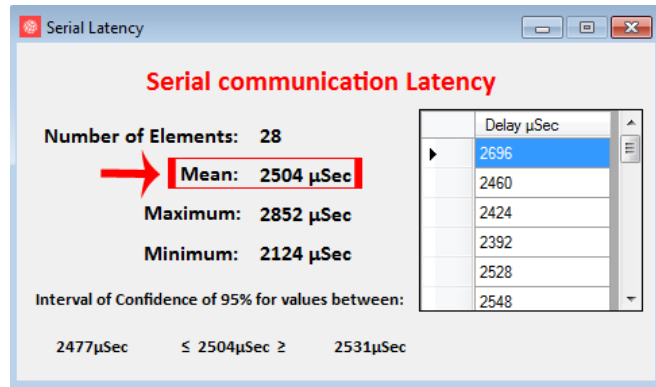 Serial Latency
Serial communication Latency
Number of Elements: 28
Mean: 2504 µSec
Maximum: 2852 µSec
Minimum: 2124 µSec
Interval of Confidence of 95% for values between:
2477µSec ≤ 2504µSec ≥ 2531µSec
Delay µSec
2696
2460
2424
2392
2528
2548